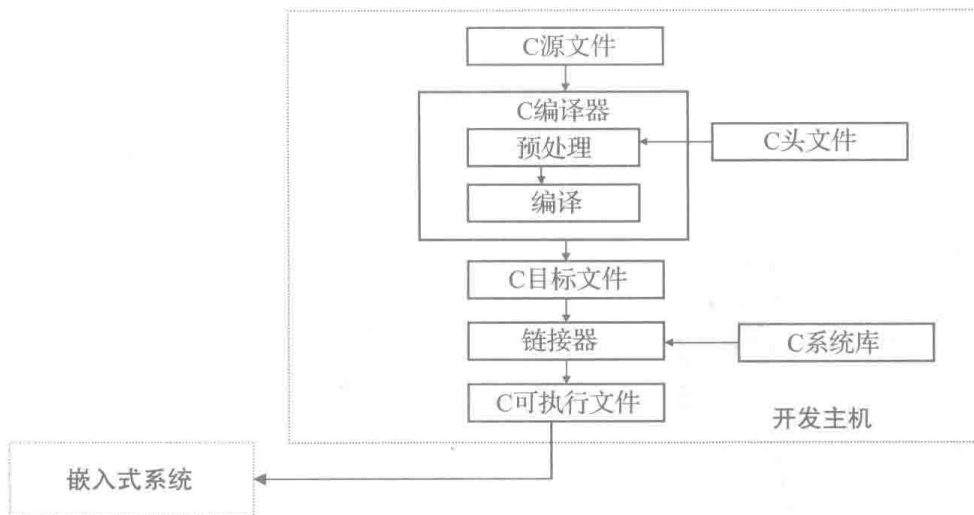 C源文件
C编译器
预处理
C头文件
编译
C目标文件
链接器
C系统库
C可执行文件
开发主机
嵌入式系统